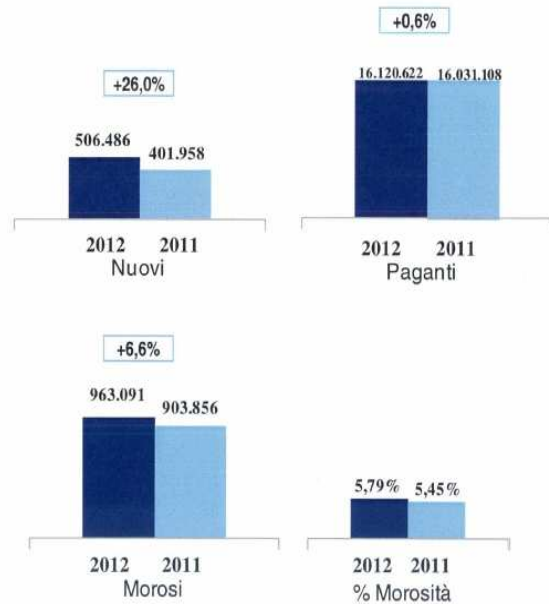 +26,0%
506.486 401.958
2012 2011
Nuovi
+0,6%
16.120.622 16.031.108
2012 2011
Paganti
+6,6%
963.091 903.856
2012 2011
Morosi
5,79% 5,45%
2012 2011
% Morosità